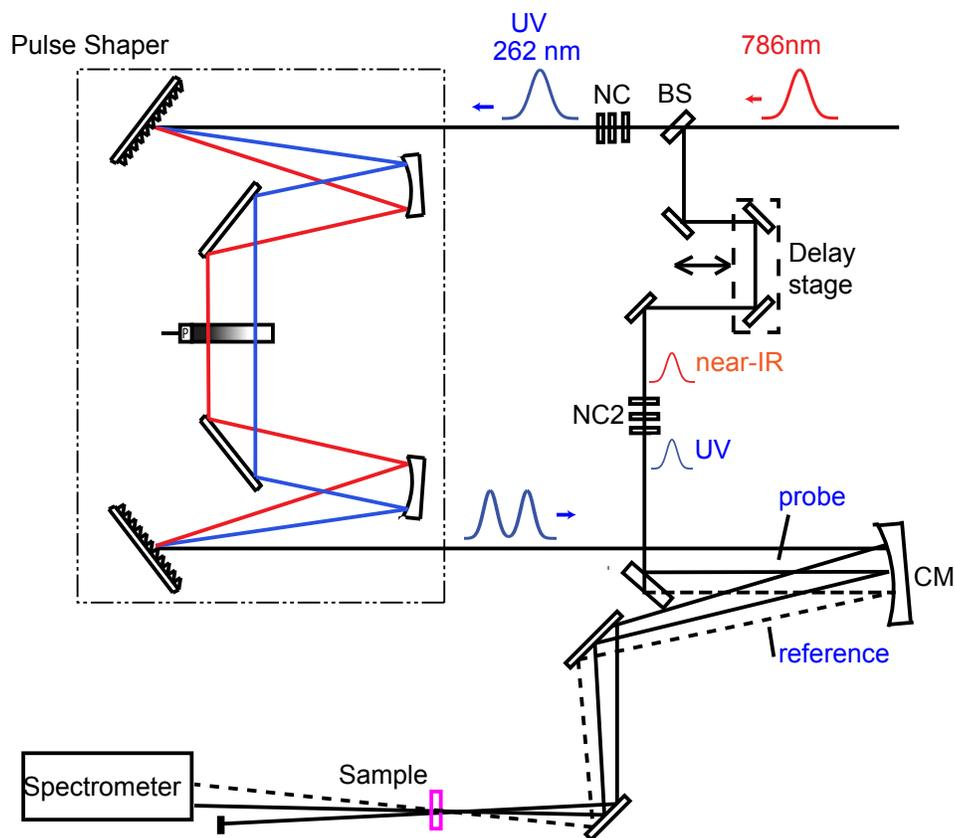 Pulse Shaper
UV
262 nm
NC
BS
786nm
Delay
stage
P
near-IR
NC2
UV
probe
CM
reference
Sample
Spectrometer